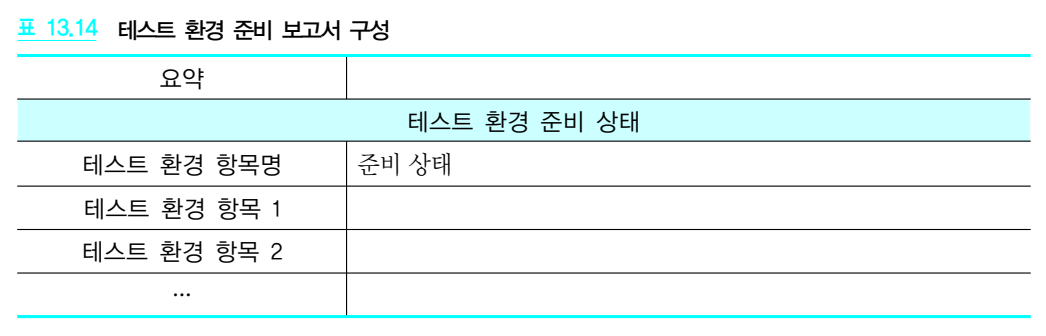 표 13.14 테스트 환경 준비 보고서 구성
요약
테스트 환경 준비 상태
테스트 환경 항목명 준비 상태
테스트 환경 항목 1
테스트 환경 항목 2
…